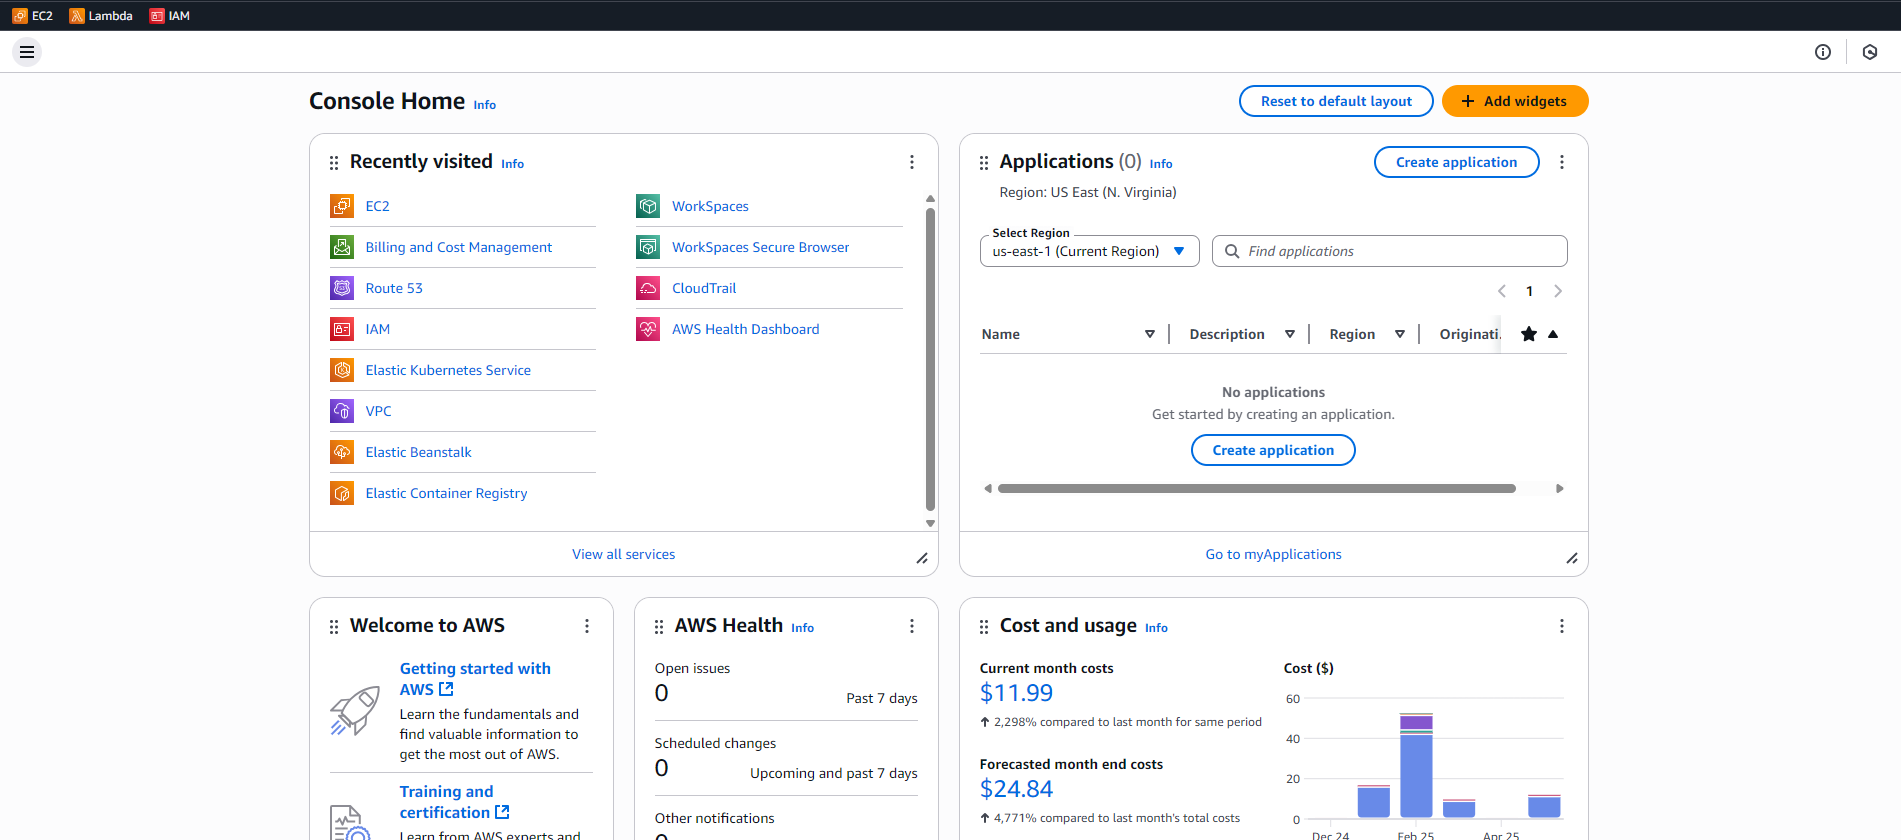 EC2 Lambda IAM
Console Home Info
Reset to default layout
Add widgets
Recently visited Info
EC2
Billing and Cost Management
Route 53
IAM
Elastic Kubernetes Service
VPC
Elastic Beanstalk
Elastic Container Registry
WorkSpaces
WorkSpaces Secure Browser
CloudTrail
AWS Health Dashboard
View all services
Applications (0) Info
Create application
Region: US East (N. Virginia)
Select Region
us-east-1 (Current Region)
Find applications
1
Name Description Region Originati.
No applications
Get started by creating an application.
Create application
Go to myApplications
Welcome to AWS
Getting started with
AWS
Learn the fundamentals and
find valuable information to
get the most out of AWS.
Training and
certification
Learn from AWS experts and
AWS Health Info
Open issues
0
Past 7 days
Scheduled changes
0
Upcoming and past 7 days
Other notifications
0
Cost and usage Info
Current month costs
$11.99
2,298% compared to last month for same period
Forecasted month end costs
$24.84
4,771% compared to last month's total costs
Cost ($)
60
40
20
0
Dec 24 Feb 25 Apr 25